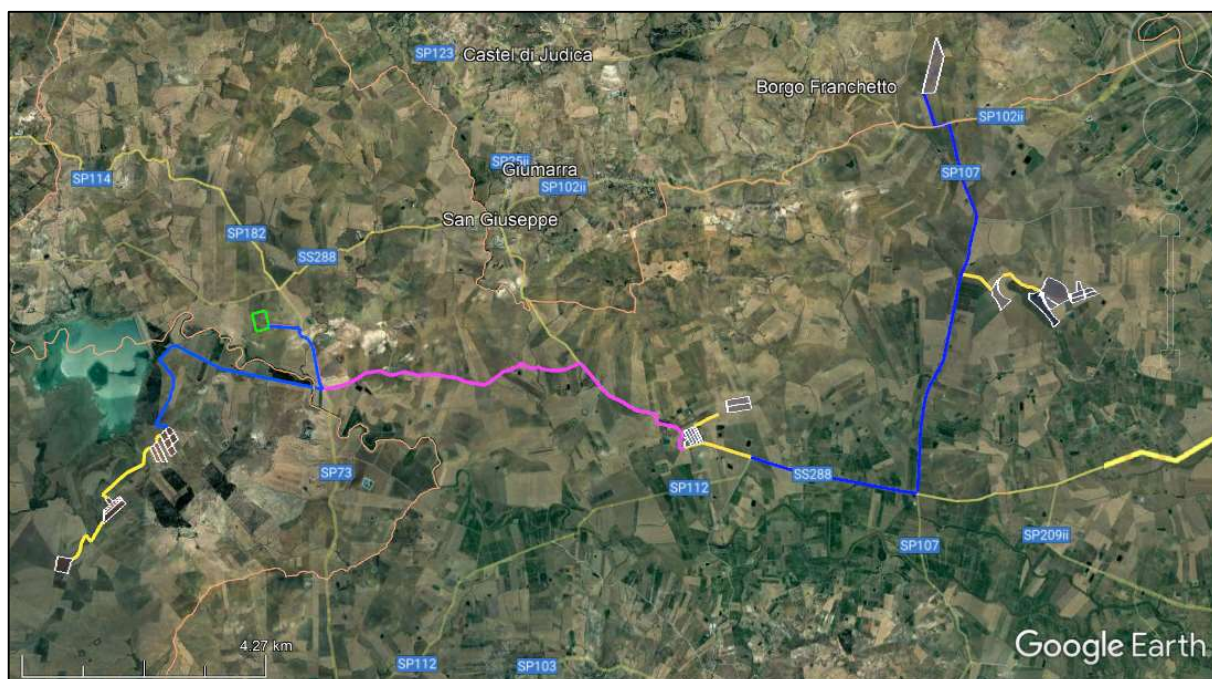 SP123
Castel di Judica
Borgo Franchetto
SP102ii
SP25ii
Giumarra
SP102ii
SP114
SP107
San Giuseppe
SP182
SS288
SP73
SS288
SP112
SP107
SP209ii
4.27 km
SP112
SP103
Google Earth